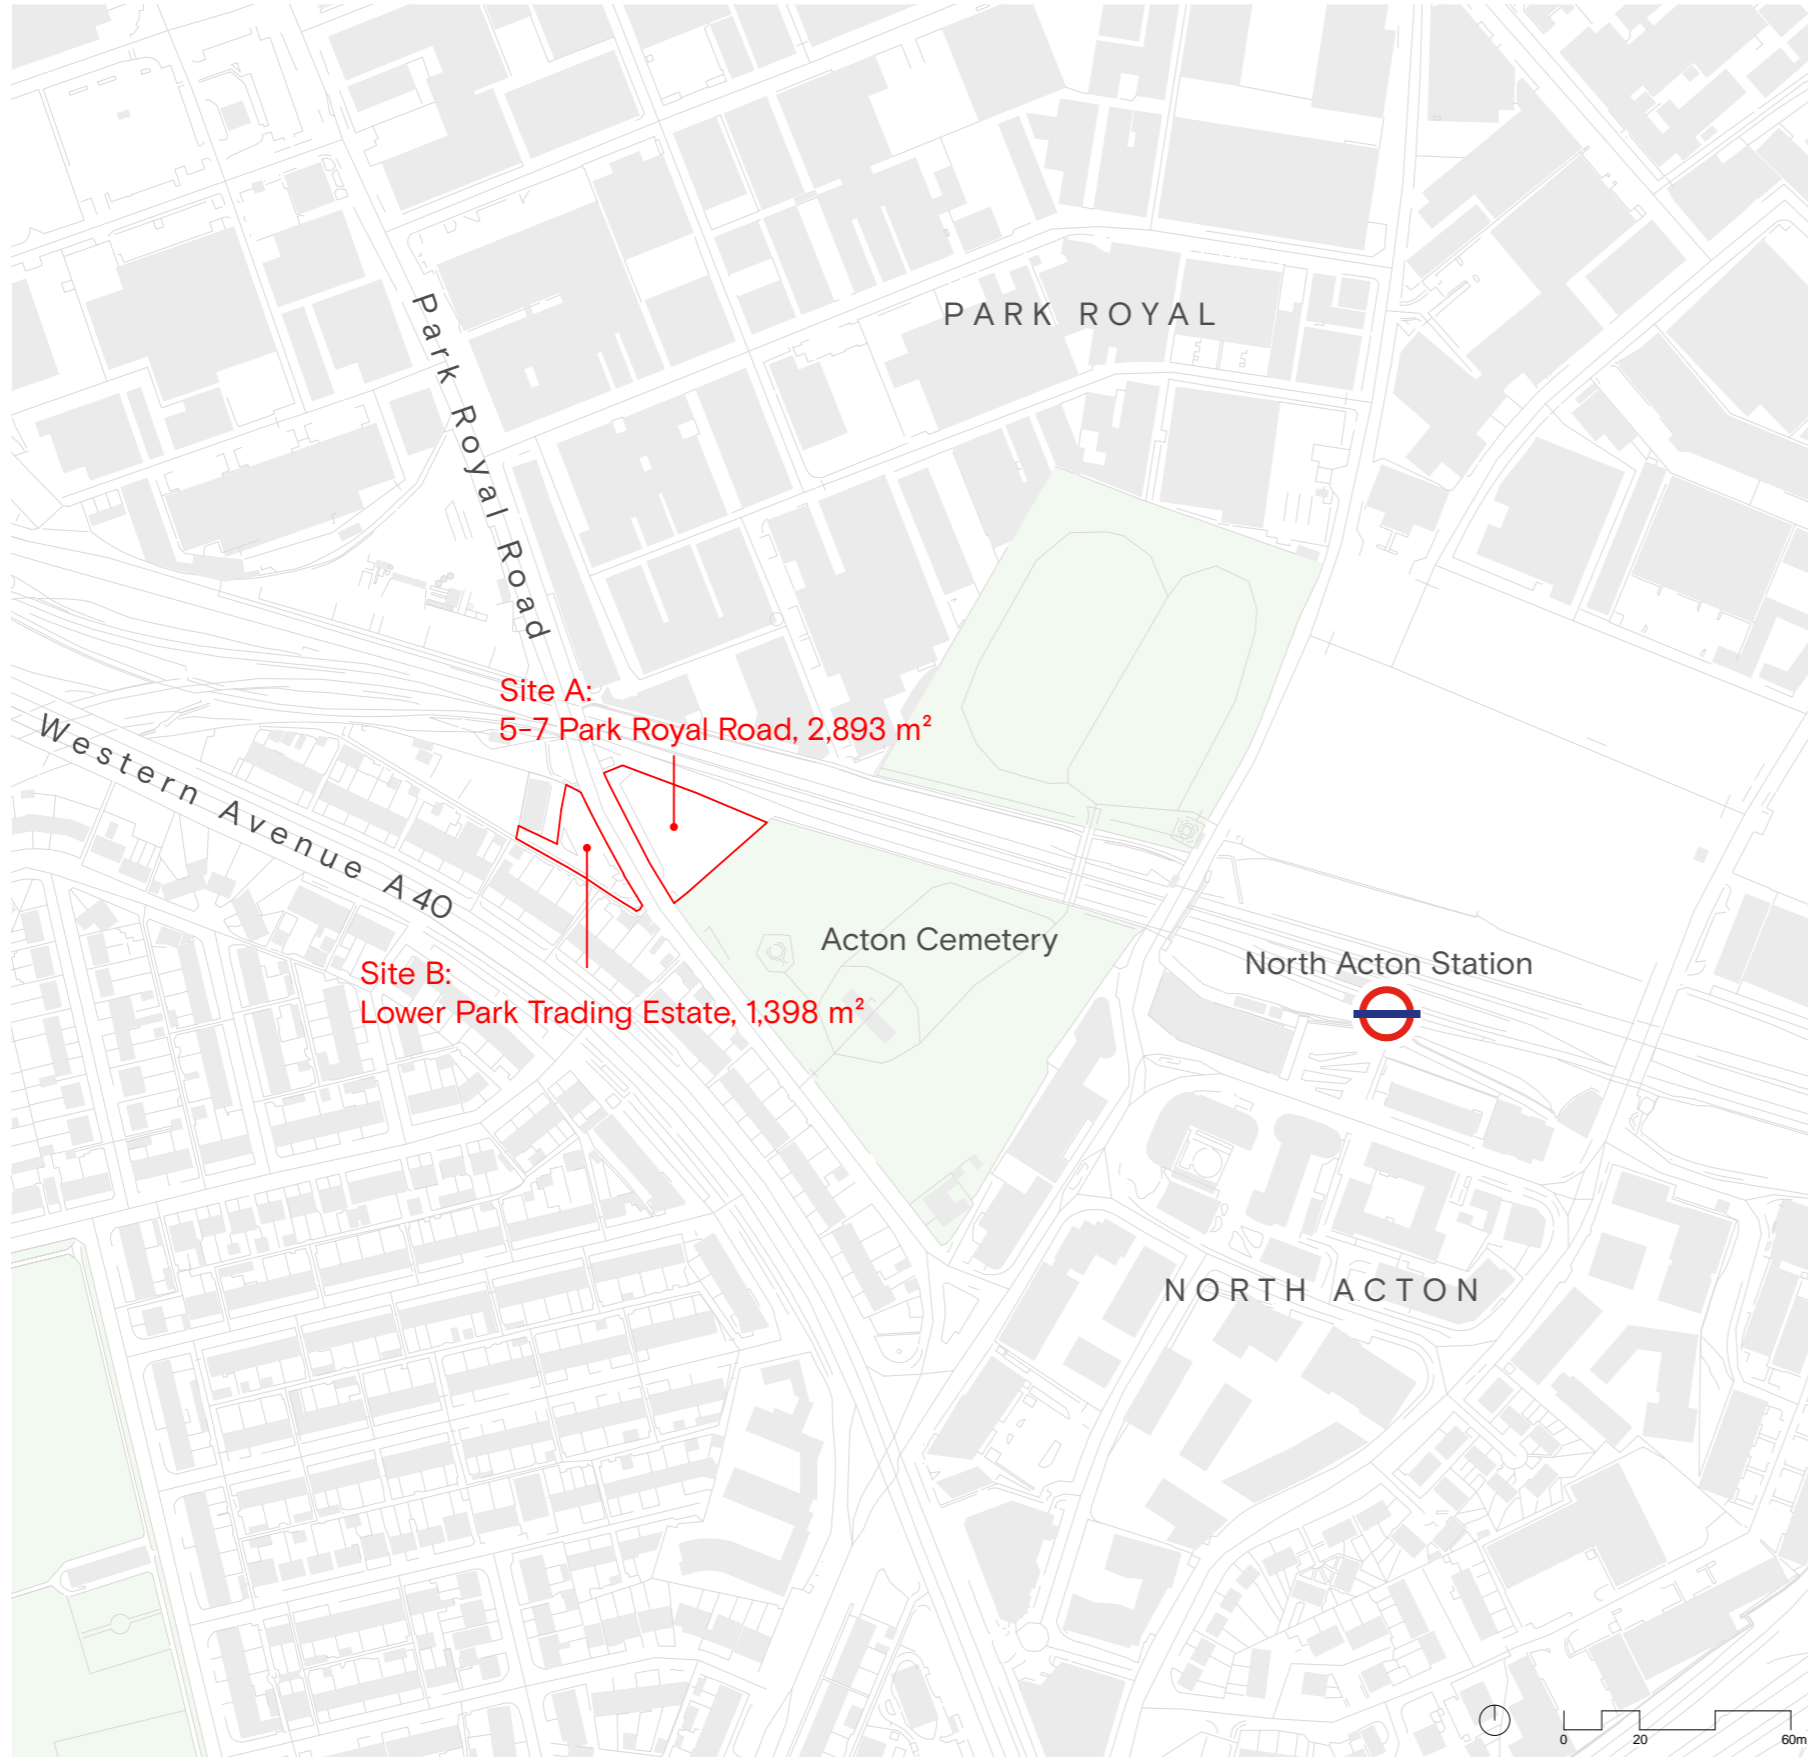 PARK ROYAL
Park Royal Road
Site A:
5-7 Park Royal Road, 2,893 m²
Western Avenue A40
Acton Cemetery
North Acton Station
Site B:
Lower Park Trading Estate, 1,398 m²
NORTH ACTON
0 20 60m